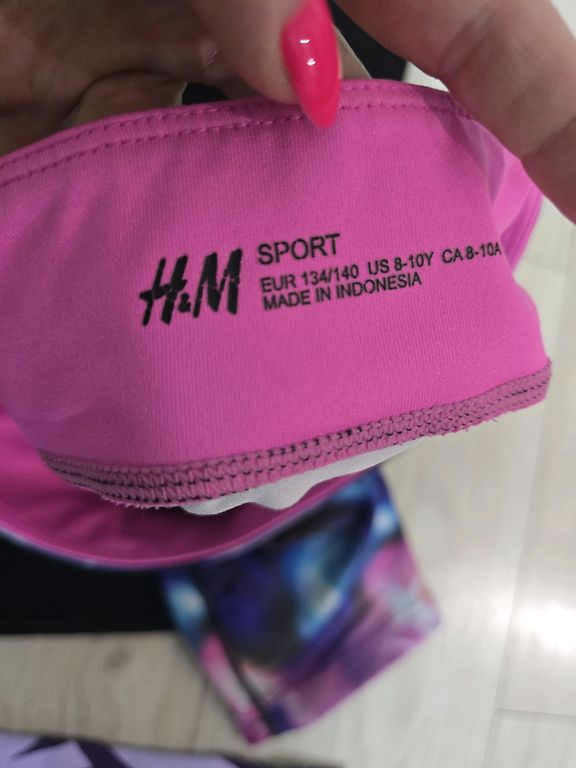 H&M
SPORT
EUR 134/140 US 8-10Y CA 8-10A
MADE IN INDONESIA